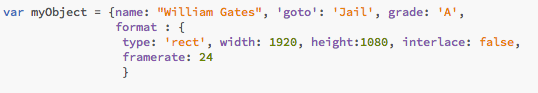 var myObject = {name: "William Gates", 'goto': 'Jail', grade: 'A',
format : {
type: 'rect', width: 1920, height:1080, interlace: false,
framerate: 24
}